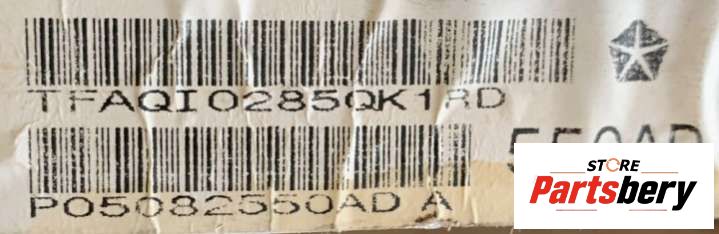 TFAQI0285QK1RD
550AD
P05082550AD A
STORE
Partsbery